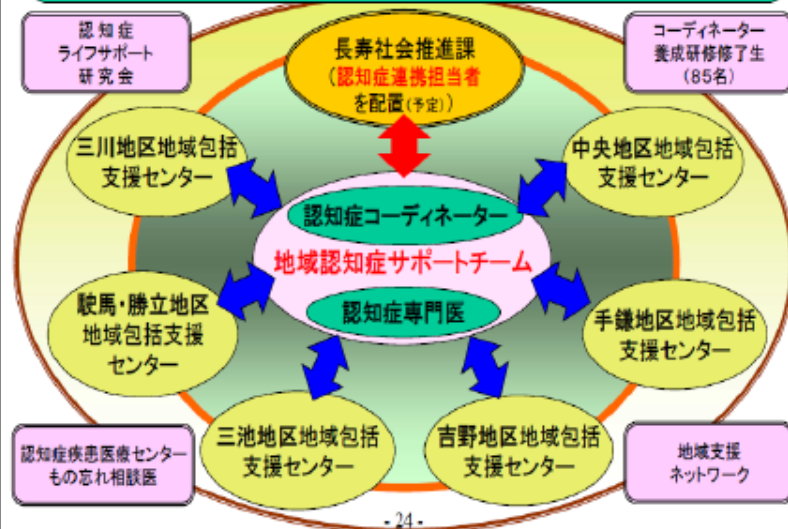 認知症
ライフサポート
研究会
長寿社会推進課
(認知症連携担当者
を配置(予定))
コーディネーター
養成研修修了生
(85名)
三川地区地域包括
支援センター
中央地区地域包括
支援センター
認知症コーディネーター
地域認知症サポートチーム
認知症専門医
駛馬・勝立地区
地域包括支援
センター
手鎌地区地域包括
支援センター
三池地区地域包括
支援センター
吉野地区地域包括
支援センター
認知症疾患医療センター
もの忘れ相談医
地域支援
ネットワーク
- 24 -